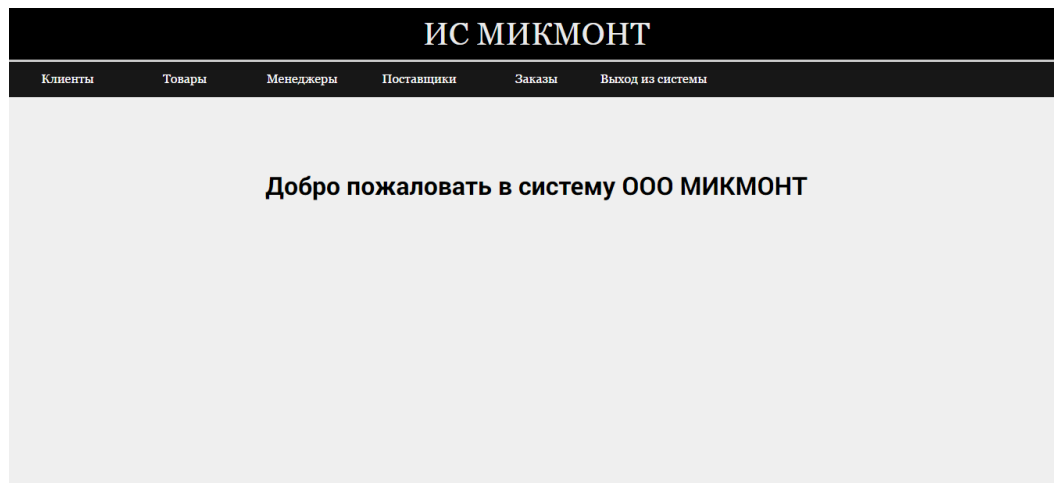 ИС МИКМОНТ
Клиенты Товары Менеджеры Поставщики Заказы Выход из системы
Добро пожаловать в систему ООО МИКМОНТ